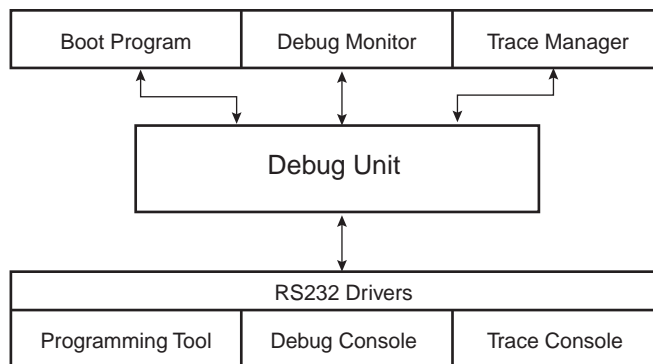 Boot Program
Debug Monitor
Trace Manager
Debug Unit
RS232 Drivers
Programming Tool
Debug Console
Trace Console